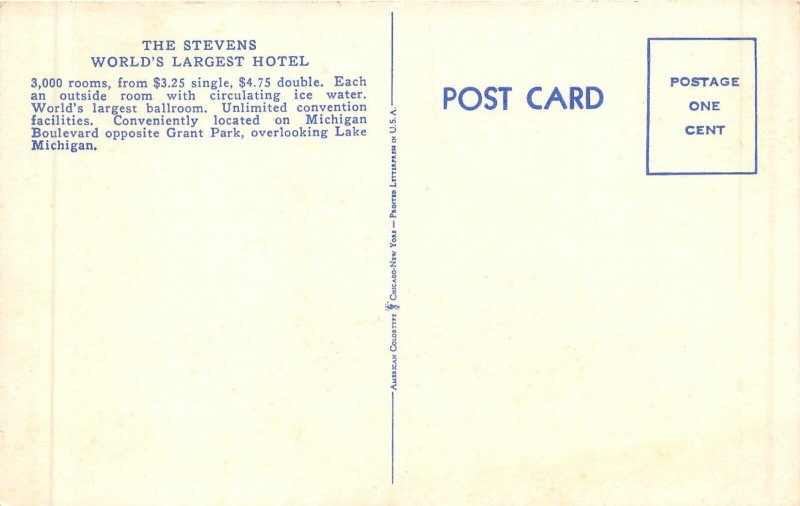 THE STEVENS
WORLD'S LARGEST HOTEL
3,000 rooms, from $3.25 single, $4.75 double. Each
an outside room with circulating ice water.
World's largest ballroom. Unlimited convention
facilities. Conveniently located on Michigan
Boulevard opposite Grant Park, overlooking Lake
Michigan.
AMERICAN COLORTYPE CHICAGO-NEW YORK — PRINTED LETTERPRESS IN U.S.A.
POST CARD
POSTAGE
ONE
CENT